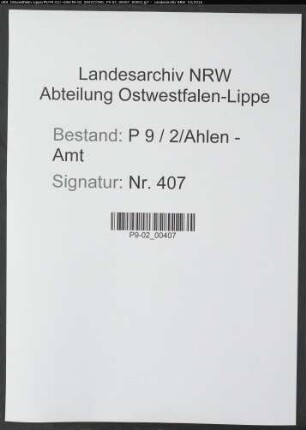 Landesarchiv NRW
Abteilung Ostwestfalen-Lippe
Bestand: P 9 / 2/Ahlen -
Amt
Signatur: Nr. 407
P9-02_00407